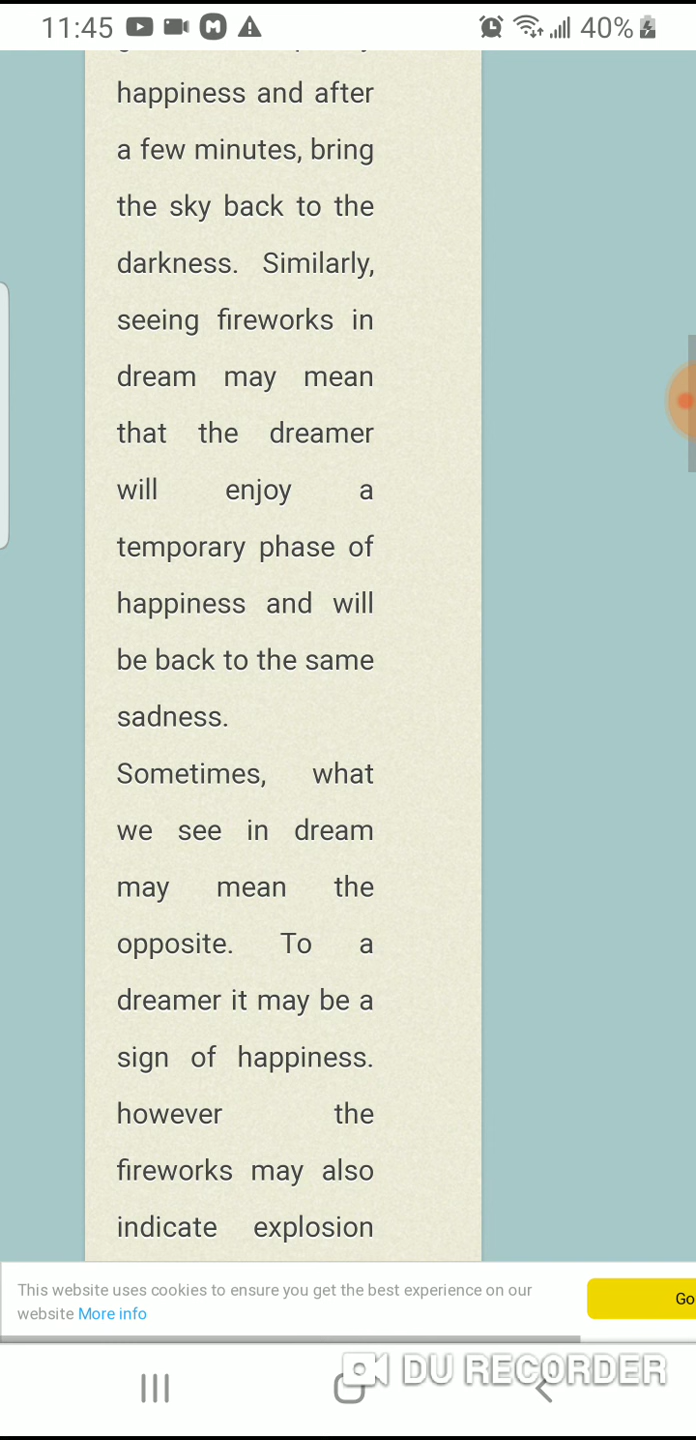 11:45
40%
happiness and after
a few minutes, bring
the sky back to the
darkness. Similarly,
seeing fireworks in
dream may mean
that the dreamer
will enjoy a
temporary phase of
happiness and will
be back to the same
sadness.
Sometimes, what
we see in dream
may mean the
opposite. To a
dreamer it may be a
sign of happiness.
however the
fireworks may also
indicate explosion
This website uses cookies to ensure you get the best experience on our
website More info
Go
DU RECORDER